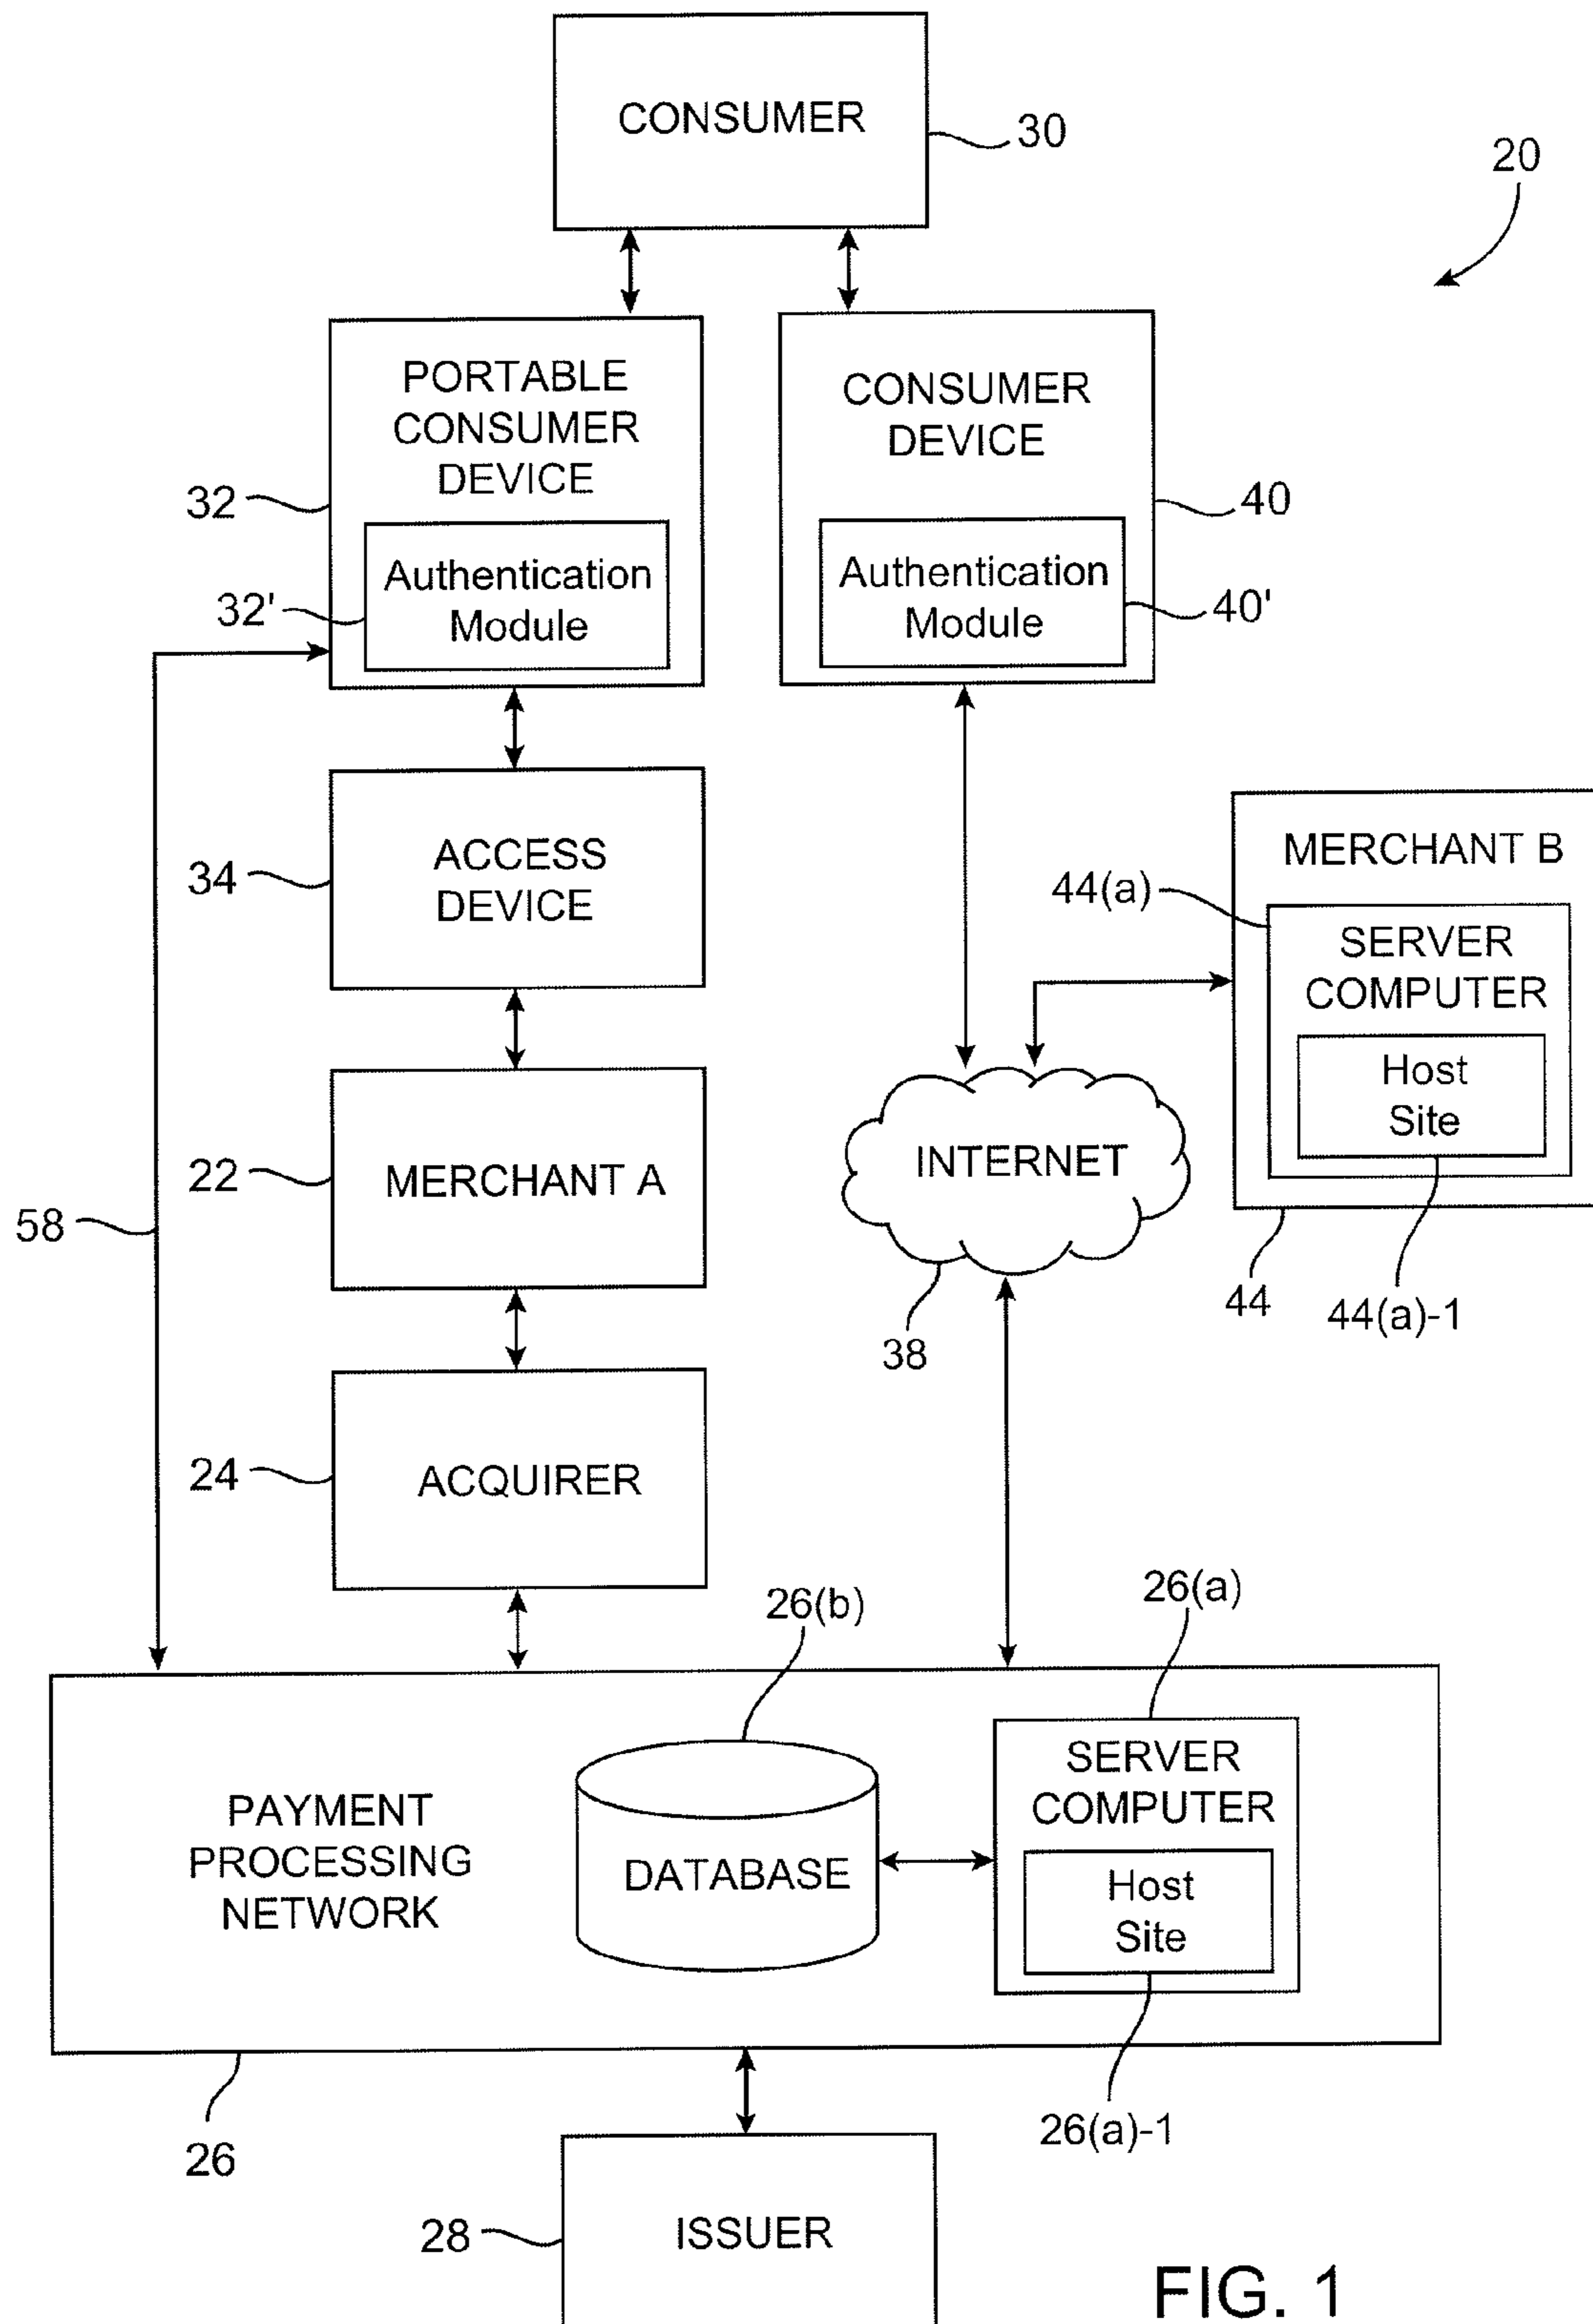 CONSUMER
30
20
PORTABLE
CONSUMER
DEVICE
32
Authentication
Module
32'
CONSUMER
DEVICE
40
Authentication
Module
40'
ACCESS
DEVICE
34
MERCHANT B
44(a)
SERVER
COMPUTER
Host
Site
44
44(a)-1
MERCHANT A
22
58
INTERNET
38
ACQUIRER
24
26(b)
26(a)
PAYMENT
PROCESSING
NETWORK
DATABASE
SERVER
COMPUTER
Host
Site
26
26(a)-1
ISSUER
28
FIG. 1